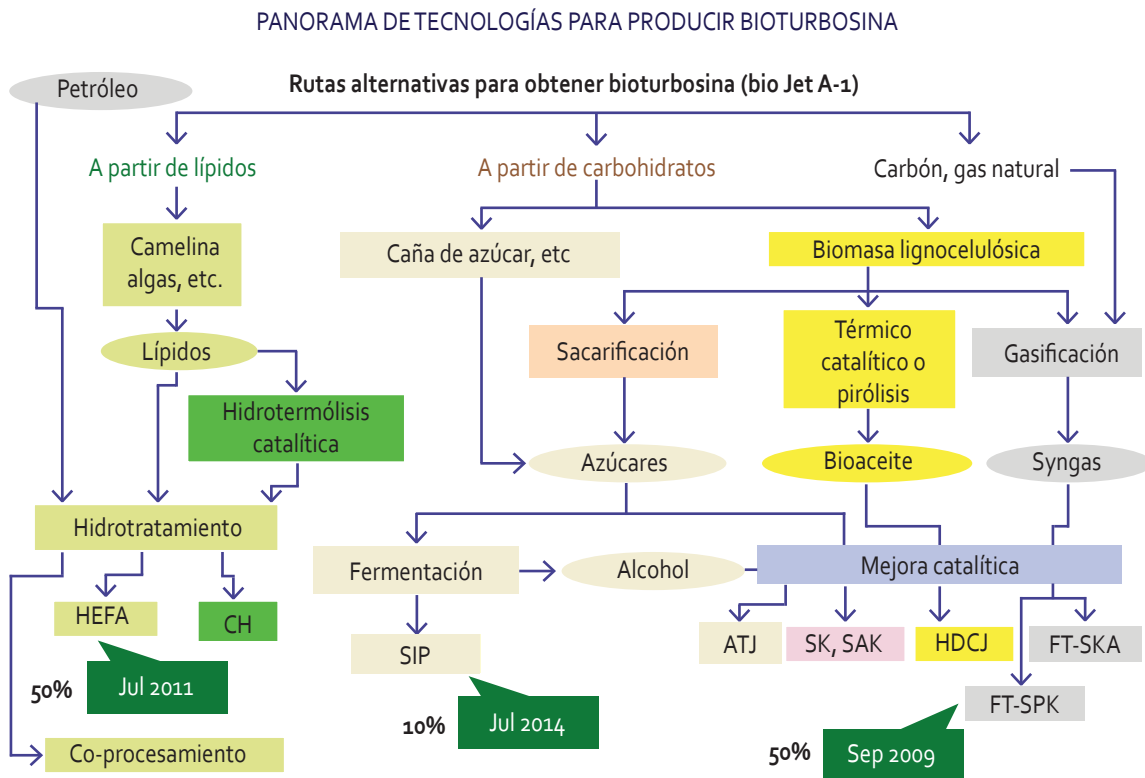 PANORAMA DE TECNOLOGÍAS PARA PRODUCIR BIOTURBOSINA
Petróleo
Rutas alternativas para obtener bioturbosina (bio Jet A-1)
A partir de lípidos
A partir de carbohidratos
Carbón, gas natural
Camelina
algas, etc.
Caña de azúcar, etc
Biomasa lignocelulósica
Lípidos
Sacarificación
Térmico
catalítico o
pirólisis
Gasificación
Hidrotermólisis
catalítica
Azúcares
Bioaceite
Syngas
Hidrotratamiento
Fermentación
Alcohol
Mejora catalítica
HEFA
CH
SIP
ATJ
SK, SAK
HDCJ
FT-SKA
50%
Jul 2011
10%
Jul 2014
FT-SPK
50%
Sep 2009
Co-procesamiento